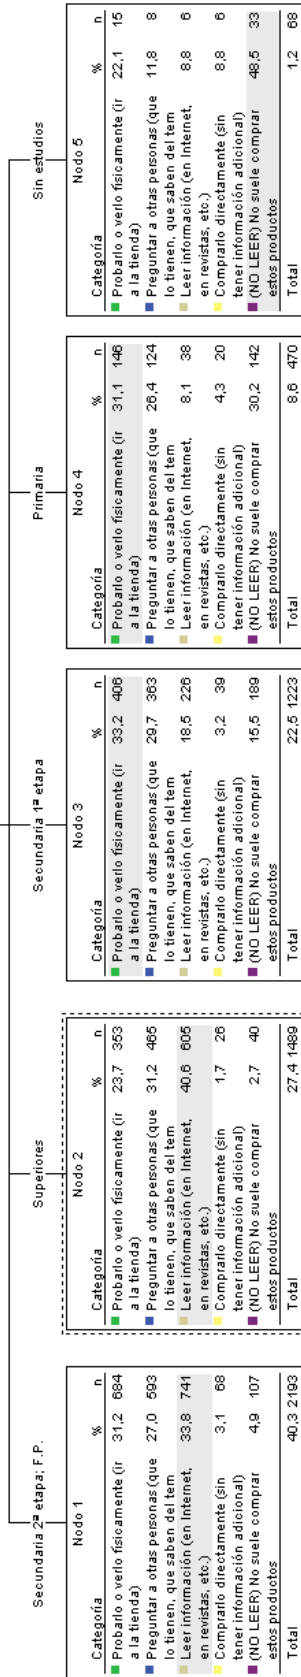 Secundaria 2ª etapa; F.P.
Nodo 1
Categoría % n
Probarlo o verlo físicamente (ir 31,2 684
a la tienda)
Preguntar a otras personas (que 27,0 593
lo tienen, que saben del tem
Leer información (en Internet, 33,8 741
en revistas, etc.)
Comprarlo directamente (sin 3,1 68
tener información adicional)
(NO LEER) No suele comprar 4,9 107
estos productos
Total 40,3 2193
Superiores
Nodo 2
Categoría % n
Probarlo o verlo físicamente (ir 23,7 353
a la tienda)
Preguntar a otras personas (que 31,2 465
lo tienen, que saben del tem
Leer información (en Internet, 40,6 605
en revistas, etc.)
Comprarlo directamente (sin 1,7 26
tener información adicional)
(NO LEER) No suele comprar 2,7 40
estos productos
Total 27,4 1489
Secundaria 1ª etapa
Nodo 3
Categoría % n
Probarlo o verlo físicamente (ir 33,2 406
a la tienda)
Preguntar a otras personas (que 29,7 363
lo tienen, que saben del tem
Leer información (en Internet, 18,5 226
en revistas, etc.)
Comprarlo directamente (sin 3,2 39
tener información adicional)
(NO LEER) No suele comprar 15,5 189
estos productos
Total 22,5 1223
Primaria
Nodo 4
Categoría % n
Probarlo o verlo físicamente (ir 31,1 146
a la tienda)
Preguntar a otras personas (que 26,4 124
lo tienen, que saben del tem
Leer información (en Internet, 8,1 38
en revistas, etc.)
Comprarlo directamente (sin 4,3 20
tener información adicional)
(NO LEER) No suele comprar 30,2 142
estos productos
Total 8,6 470
Sin estudios
Nodo 5
Categoría % n
Probarlo o verlo físicamente (ir 22,1 15
a la tienda)
Preguntar a otras personas (que 11,8 8
lo tienen, que saben del tem
Leer información (en Internet, 8,8 6
en revistas, etc.)
Comprarlo directamente (sin 8,8 6
tener información adicional)
(NO LEER) No suele comprar 48,5 33
estos productos
Total 1,2 68